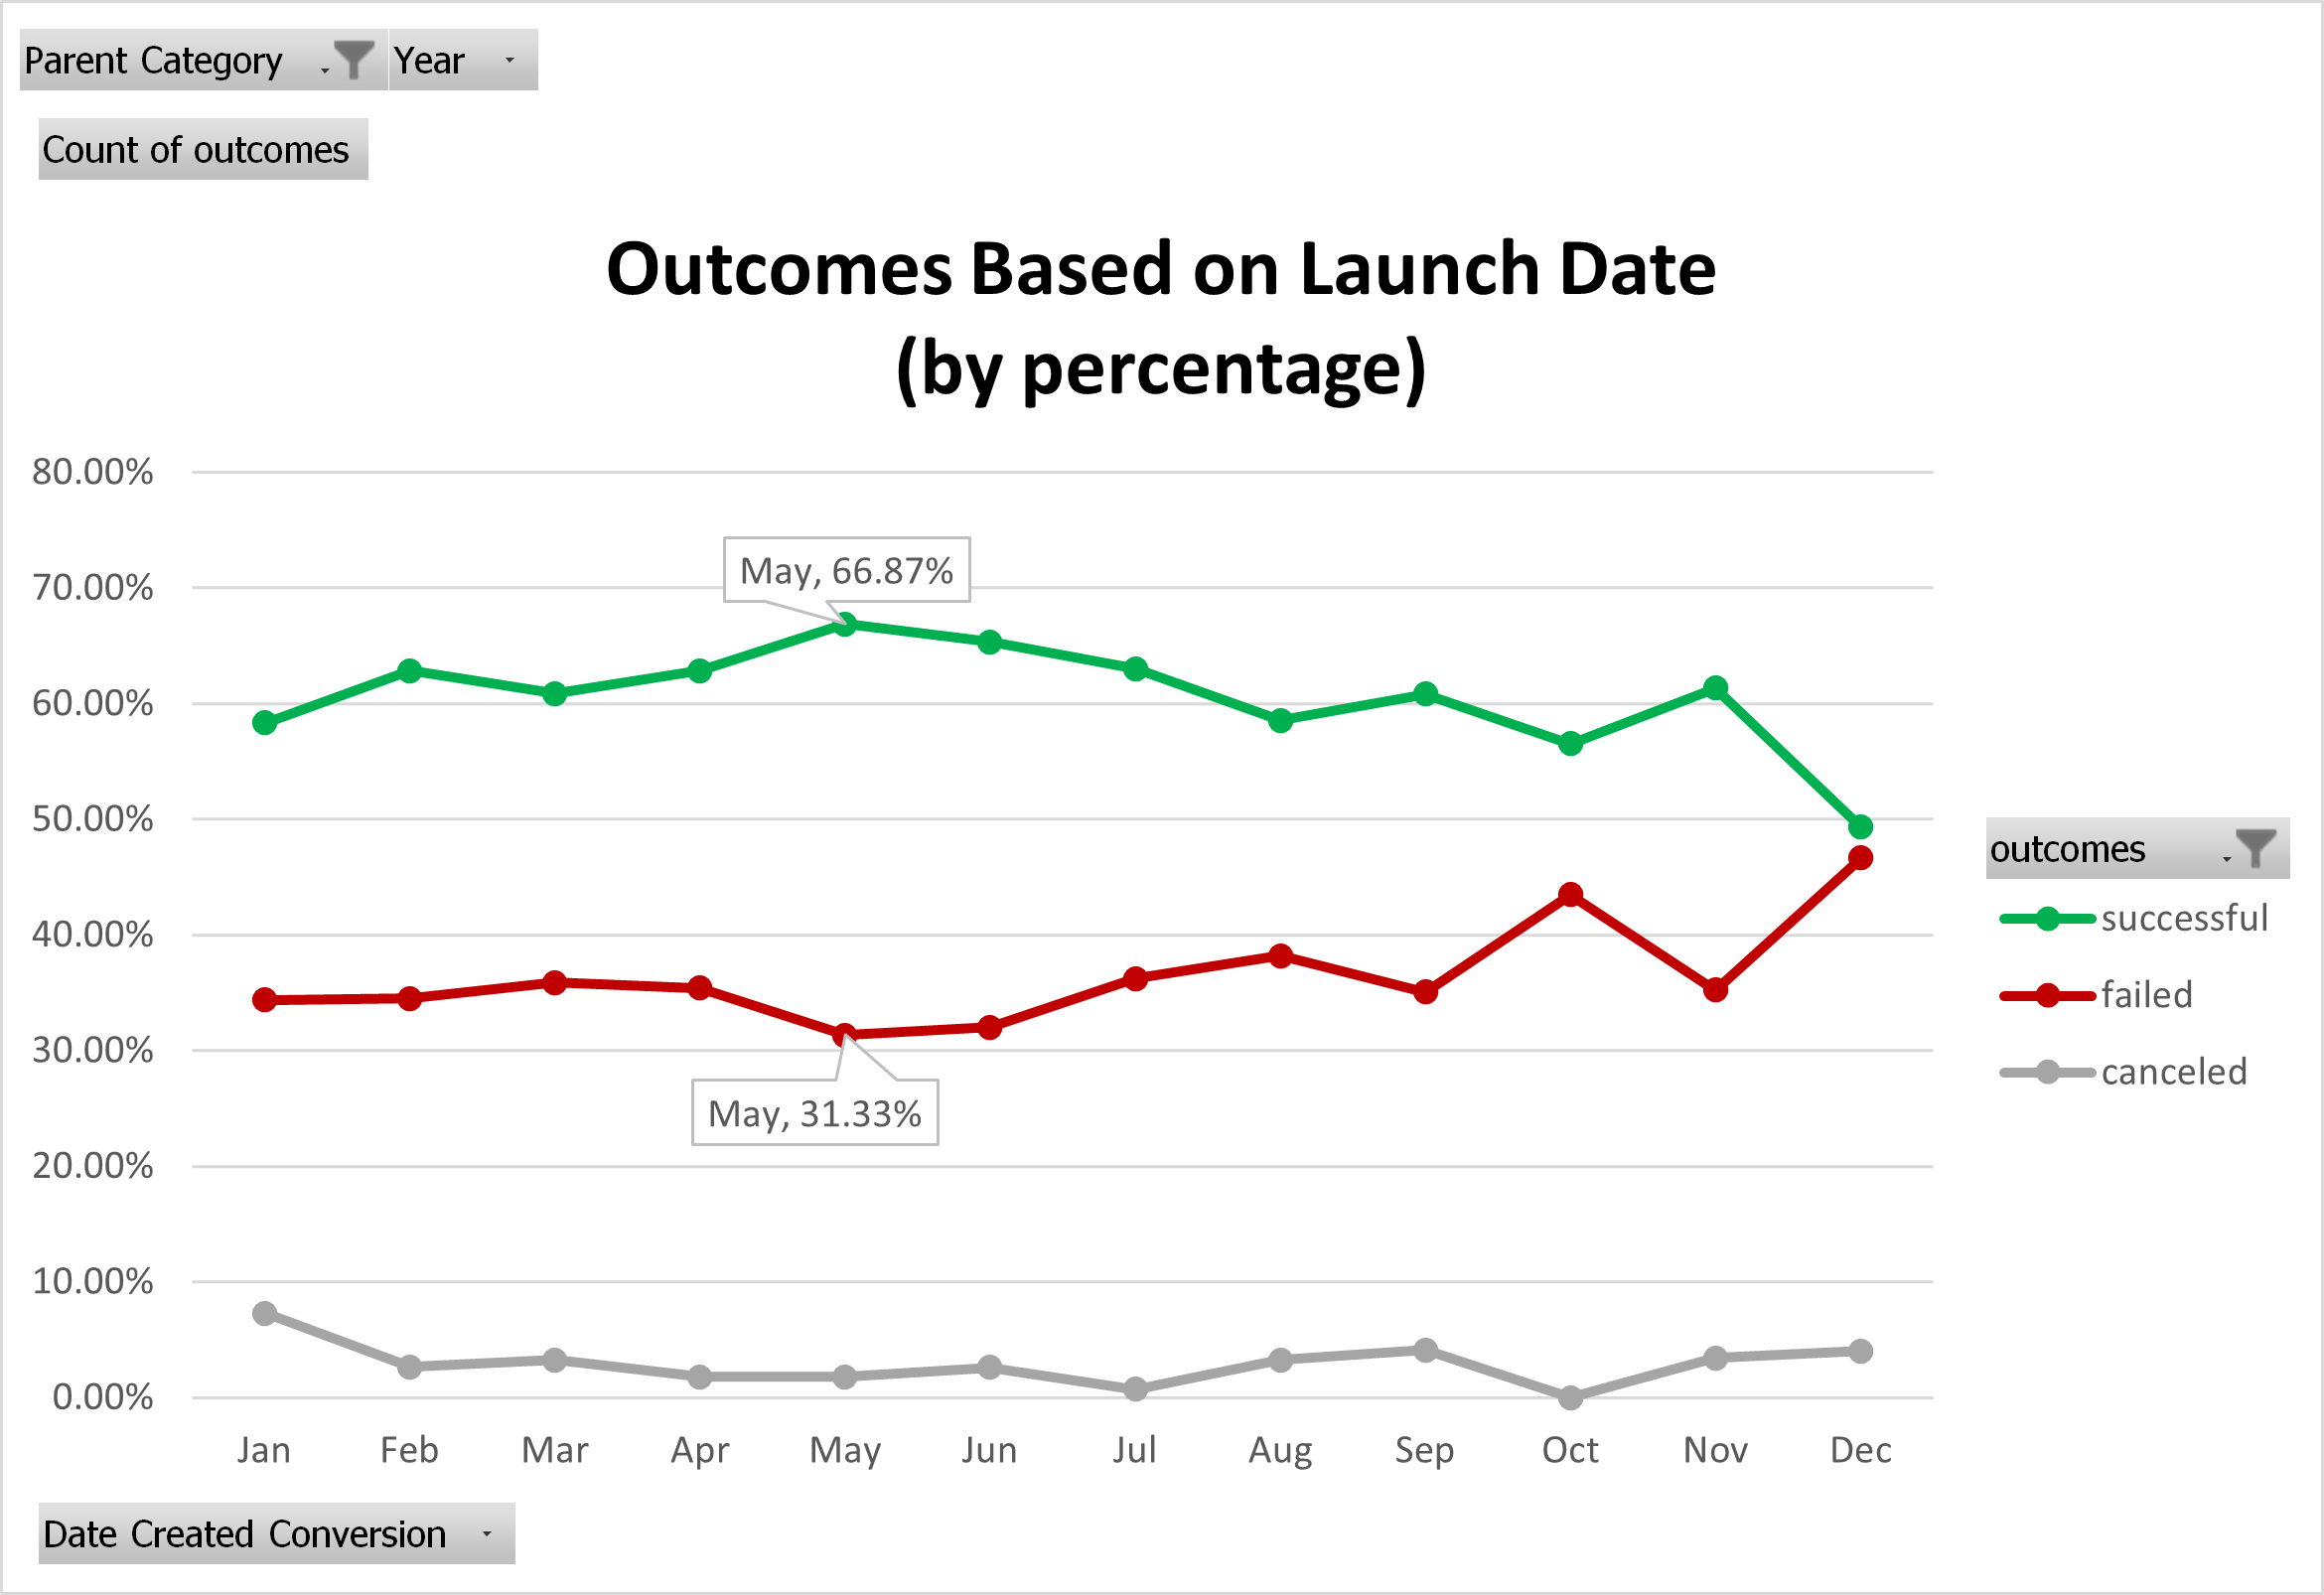 Parent Category
Year
Count of outcomes
Outcomes Based on Launch Date
(by percentage)
80.00%
70.00%
60.00%
50.00%
40.00%
30.00%
20.00%
10.00%
0.00%
May, 66.87%
May, 31.33%
Jan Feb Mar Apr May Jun Jul Aug Sep Oct Nov Dec
outcomes
successful
failed
canceled
Date Created Conversion